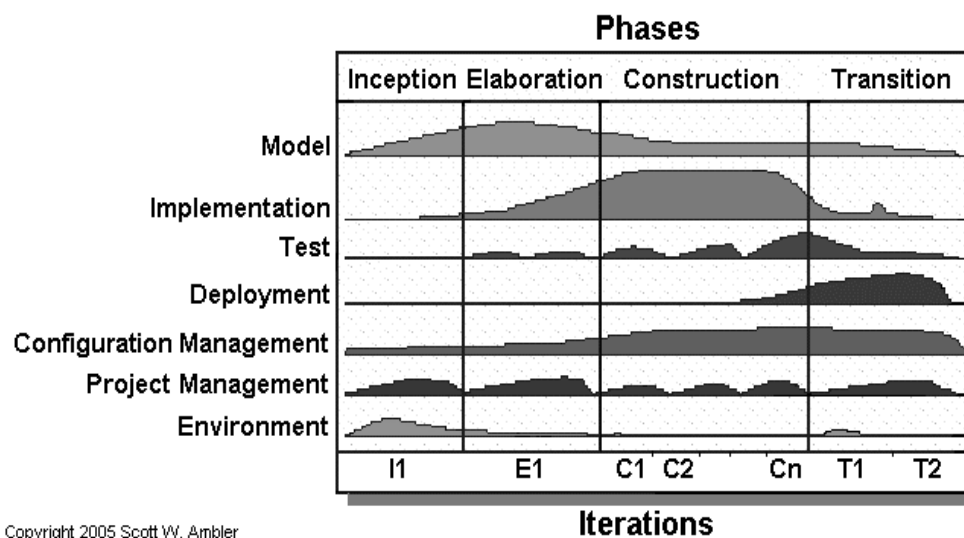 Phases
Inception Elaboration Construction Transition
Model
Implementation
Test
Deployment
Configuration Management
Project Management
Environment
I1 E1 C1 C2 Cn T1 T2
Iterations
Copyright 2005 Scott W. Ambler